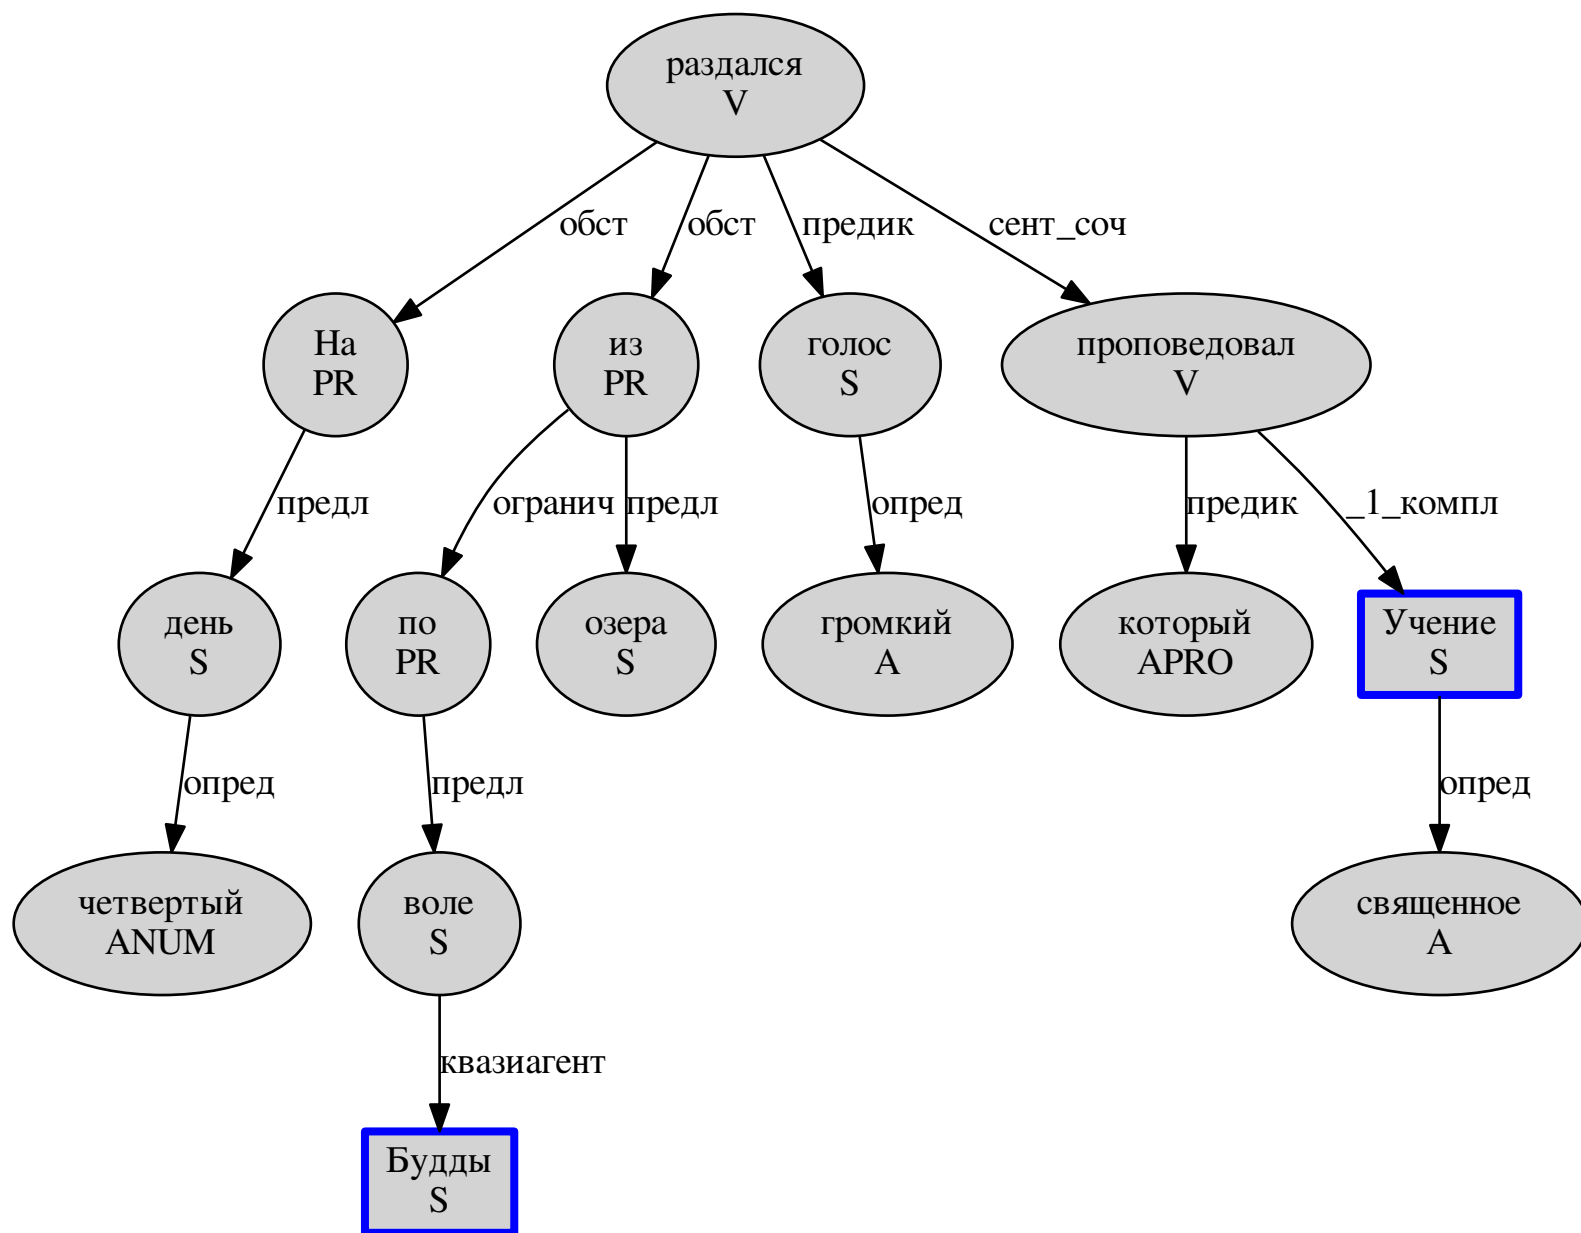 раздался
V
обст
обст
предик
сент_соч
На
PR
из
PR
голос
S
проповедовал
V
предл
огранич
предл
опред
предик
_1_компл
день
S
по
PR
озера
S
громкий
A
который
APRO
Учение
S
опред
предл
опред
четвертый
ANUM
воле
S
священное
A
квазиагент
Будды
S